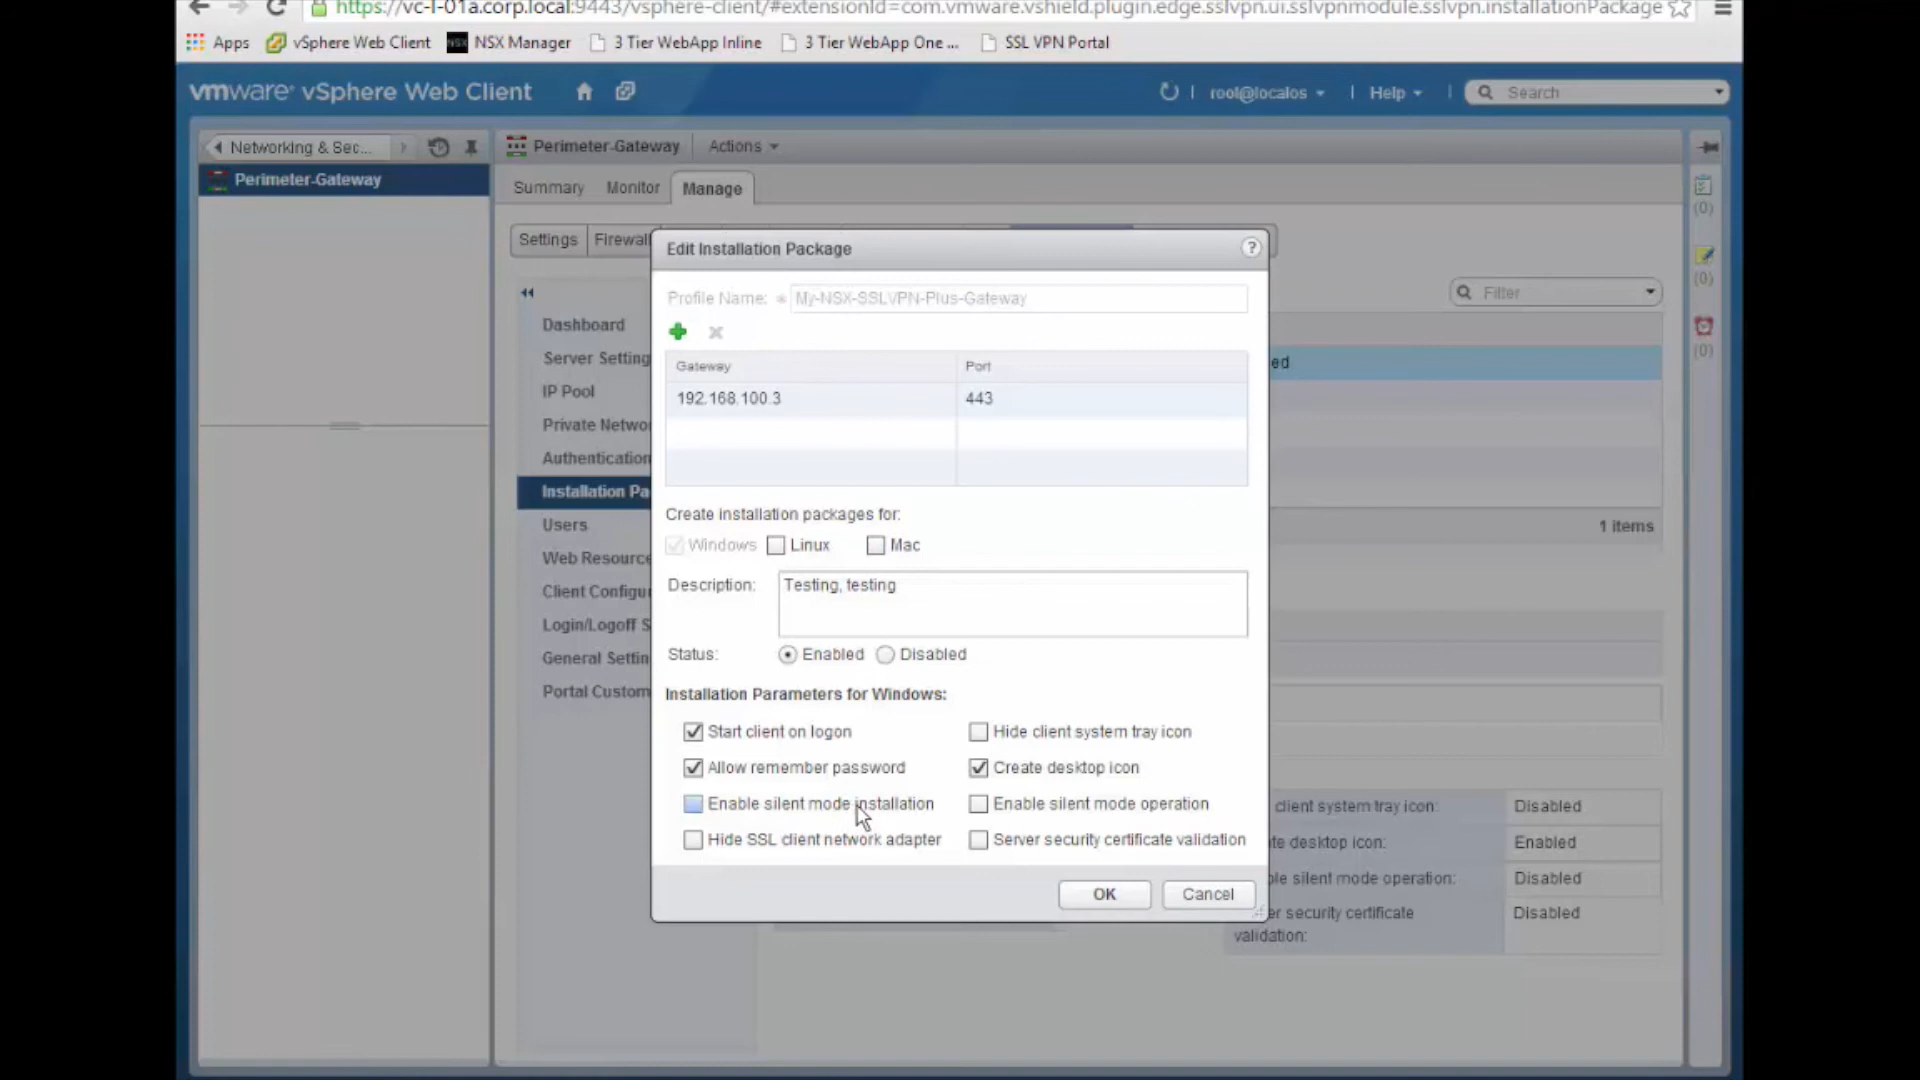 https://vc-l-01a.corp.local:9443/vsphere-client/#extensionId=com.vmware.vshield.plugin.edge.sslvpn.ui.sslvpnmodule.sslvpn.installationPackage
Apps vSphere Web Client NSX NSX Manager 3 Tier WebApp Inline 3 Tier WebApp One ... SSL VPN Portal
vmware vSphere Web Client root@localos Help Search
Networking & Sec... Perimeter-Gateway Actions
Perimeter-Gateway
Summary Monitor Manage
Settings Firewall
Edit Installation Package ?
Profile Name: * My-NSX-SSLVPN-Plus-Gateway
Filter
Gateway Port
192.168.100.3 443
Dashboard
Server Setting
IP Pool
Private Netwo
Authentication
Installation Pa
Users
Web Resource
Client Configu
Login/Logoff S
General Settin
Portal Custom
ed
1 items
(0)
(0)
(0)
Create installation packages for:
Windows Linux Mac
Description: Testing, testing
Status: Enabled Disabled
Installation Parameters for Windows:
Start client on logon Hide client system tray icon
Allow remember password Create desktop icon
Enable silent mode installation Enable silent mode operation
Hide SSL client network adapter Server security certificate validation
OK Cancel
client system tray icon: Disabled
te desktop icon: Enabled
ble silent mode operation: Disabled
er security certificate Disabled
validation: